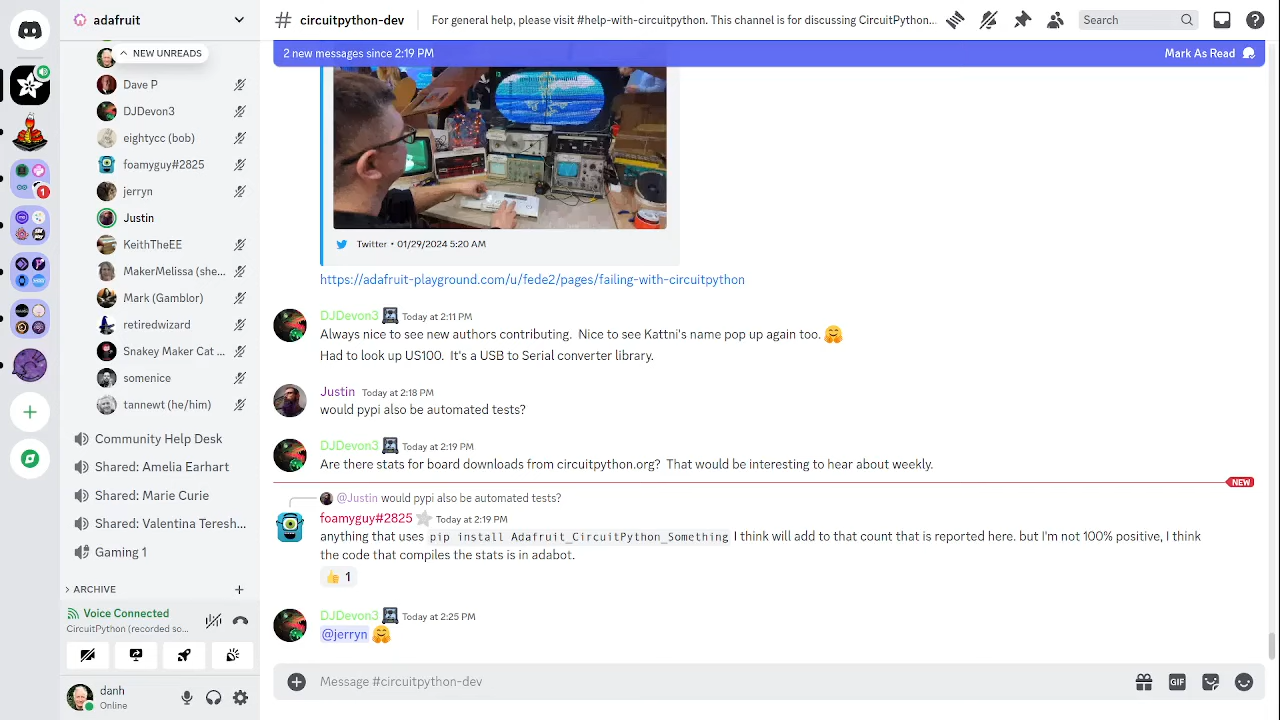 adafruit
NEW UNREADS
Dave P
DJDevon3
eightycc (bob)
foamyguy#2825
jerryn
Justin
KeithTheEE
MakerMelissa (she...
Mark (Gamblor)
retiredwizard
Snakey Maker Cat ...
somenice
tannewt (he/him)
Community Help Desk
Shared: Amelia Earhart
Shared: Marie Curie
Shared: Valentina Teresh...
Gaming 1
ARCHIVE
Voice Connected
CircuitPython (recorded so...
danh
Online
1
# circuitpython-dev
For general help, please visit #help-with-circuitpython. This channel is for discussing CircuitPython...
Search
2 new messages since 2:19 PM
Mark As Read
Twitter • 01/29/2024 5:20 AM
https://adafruit-playground.com/u/fede2/pages/failing-with-circuitpython
DJDevon3 Today at 2:11 PM
Always nice to see new authors contributing. Nice to see Kattni's name pop up again too. 🤗
Had to look up US100. It's a USB to Serial converter library.
Justin Today at 2:18 PM
would pypi also be automated tests?
DJDevon3 Today at 2:19 PM
Are there stats for board downloads from circuitpython.org? That would be interesting to hear about weekly.
NEW
@Justin would pypi also be automated tests?
foamyguy#2825 Today at 2:19 PM
anything that uses pip install Adafruit_CircuitPython_Something I think will add to that count that is reported here. but I'm not 100% positive, I think
the code that compiles the stats is in adabot.
👍 1
DJDevon3 Today at 2:25 PM
@jerryn 🤗
Message #circuitpython-dev
GIF